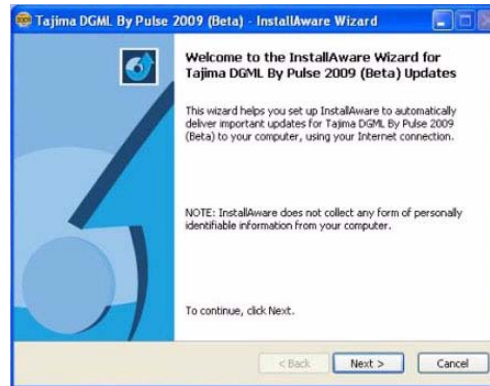 Tajima DGML By Pulse 2009 (Beta) - InstallAware Wizard
Welcome to the InstallAware Wizard for
Tajima DGML By Pulse 2009 (Beta) Updates
This wizard helps you set up InstallAware to automatically
deliver important updates for Tajima DGML By Pulse 2009
(Beta) to your computer, using your Internet connection.
NOTE: InstallAware does not collect any form of personally
identifiable information from your computer.
To continue, click Next.
< Back Next > Cancel